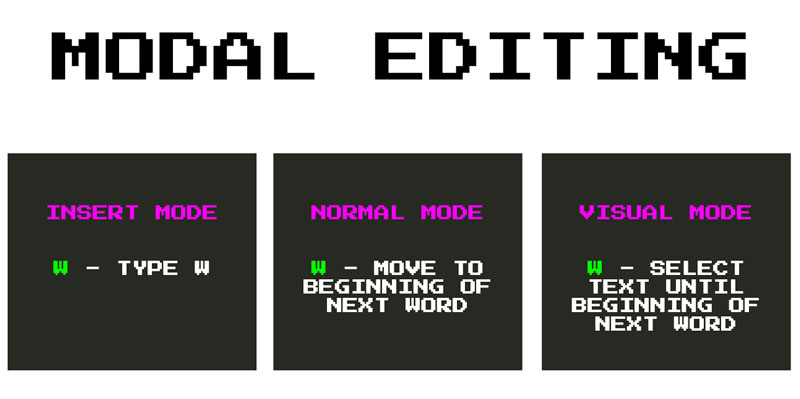 MODAL EDITING
INSERT MODE
W - TYPE W
NORMAL MODE
W - MOVE TO
BEGINNING OF
NEXT WORD
VISUAL MODE
W - SELECT
TEXT UNTIL
BEGINNING OF
NEXT WORD